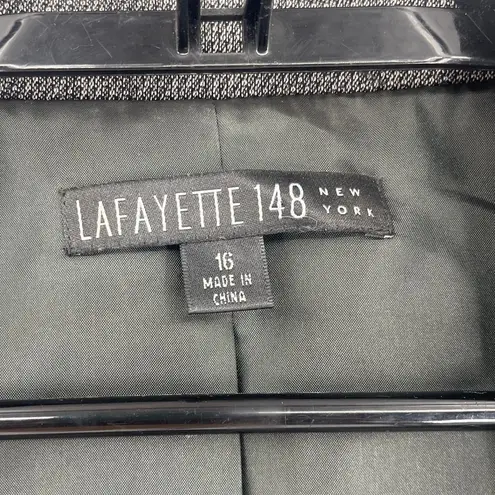 LAFAYETTE 148 NEW YORK
16
MADE IN
CHINA